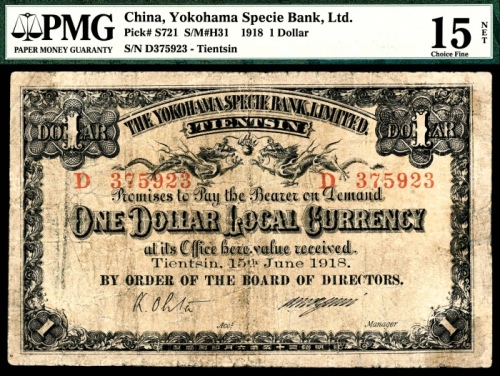 PMG
PAPER MONEY GUARANTY
China, Yokohama Specie Bank, Ltd.
Pick# S721 S/M#H31 1918 1 Dollar
S/N D375923 - Tientsin
15 NET
Choice Fine
THE YOKOHAMA SPECIE BANK, LIMITED.
TIENTSIN
1 DOLLAR
1 DOLLAR
D 375923 D 375923
Promises to Pay the Bearer on Demand
ONE DOLLAR LOCAL CURRENCY
at its Office here, value received.
Tientsin, 15th June 1918.
BY ORDER OF THE BOARD OF DIRECTORS.
Acct.
Manager
1 1